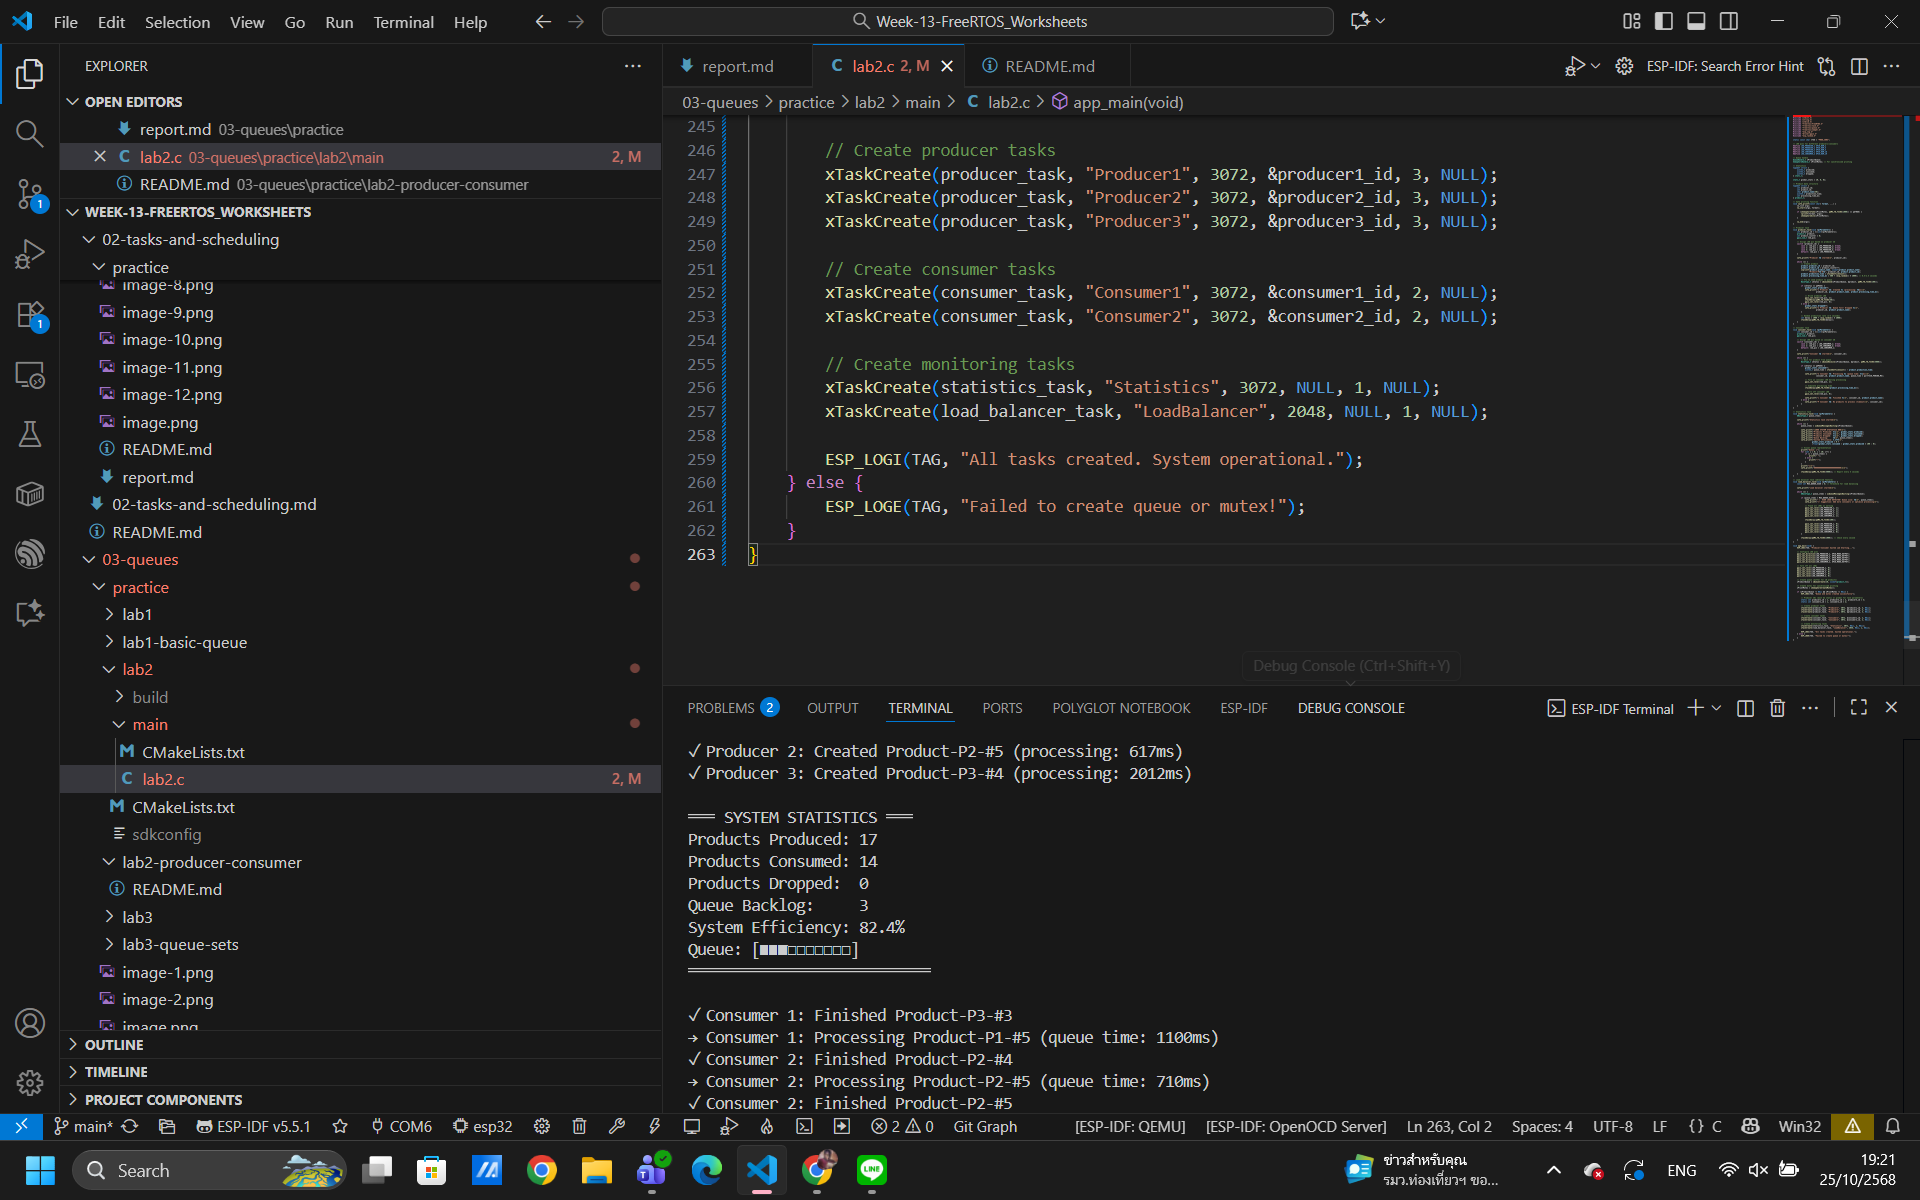 File Edit Selection View Go Run Terminal Help
Week-13-FreeRTOS_Worksheets
EXPLORER
OPEN EDITORS
report.md 03-queues\practice
lab2.c 03-queues\practice\lab2\main 2, M
README.md 03-queues\practice\lab2-producer-consumer
WEEK-13-FREERTOS_WORKSHEETS
02-tasks-and-scheduling
practice
image-8.png
image-9.png
image-10.png
image-11.png
image-12.png
image.png
README.md
report.md
02-tasks-and-scheduling.md
README.md
03-queues
practice
lab1
lab1-basic-queue
lab2
build
main
CMakeLists.txt
lab2.c 2, M
CMakeLists.txt
sdkconfig
lab2-producer-consumer
README.md
lab3
lab3-queue-sets
image-1.png
image-2.png
image.png
OUTLINE
TIMELINE
PROJECT COMPONENTS
1
1
report.md
lab2.c 2, M
README.md
ESP-IDF: Search Error Hint
03-queues > practice > lab2 > main > C lab2.c > app_main(void)
245
246 // Create producer tasks
247 xTaskCreate(producer_task, "Producer1", 3072, &producer1_id, 3, NULL);
248 xTaskCreate(producer_task, "Producer2", 3072, &producer2_id, 3, NULL);
249 xTaskCreate(producer_task, "Producer3", 3072, &producer3_id, 3, NULL);
250
251 // Create consumer tasks
252 xTaskCreate(consumer_task, "Consumer1", 3072, &consumer1_id, 2, NULL);
253 xTaskCreate(consumer_task, "Consumer2", 3072, &consumer2_id, 2, NULL);
254
255 // Create monitoring tasks
256 xTaskCreate(statistics_task, "Statistics", 3072, NULL, 1, NULL);
257 xTaskCreate(load_balancer_task, "LoadBalancer", 2048, NULL, 1, NULL);
258
259 ESP_LOGI(TAG, "All tasks created. System operational.");
260 } else {
261 ESP_LOGE(TAG, "Failed to create queue or mutex!");
262 }
263 }
Debug Console (Ctrl+Shift+Y)
PROBLEMS 2 OUTPUT TERMINAL PORTS POLYGLOT NOTEBOOK ESP-IDF DEBUG CONSOLE
ESP-IDF Terminal
✓ Producer 2: Created Product-P2-#5 (processing: 617ms)
✓ Producer 3: Created Product-P3-#4 (processing: 2012ms)
═══ SYSTEM STATISTICS ═══
Products Produced: 17
Products Consumed: 14
Products Dropped: 0
Queue Backlog: 3
System Efficiency: 82.4%
Queue: [■■■□□□□□□□]
═══════════════════════════
✓ Consumer 1: Finished Product-P3-#3
→ Consumer 1: Processing Product-P1-#5 (queue time: 1100ms)
✓ Consumer 2: Finished Product-P2-#4
→ Consumer 2: Processing Product-P2-#5 (queue time: 710ms)
✓ Consumer 2: Finished Product-P2-#5
main* ESP-IDF v5.5.1 COM6 esp32 2 0 Git Graph [ESP-IDF: QEMU] [ESP-IDF: OpenOCD Server] Ln 263, Col 2 Spaces: 4 UTF-8 LF {} C Win32
Search
ข่าวสำหรับคุณ
รมว.ท่องเที่ยวฯ ขอ...
ENG
19:21
25/10/2568